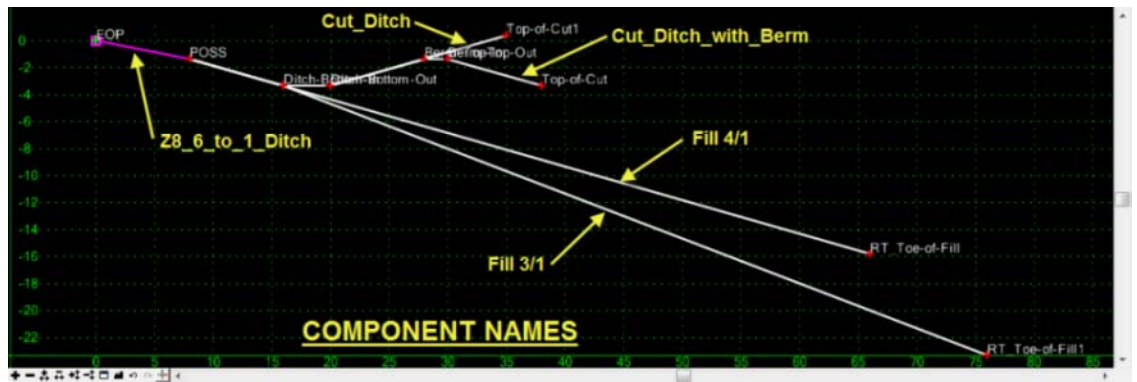 Cut_Ditch
Top-of-Cut1
0
EOP
Cut_Ditch_with_Berm
POSS
-2
Top-of-Cut
-4
-6
Z8_6_to_1_Ditch
Fill 4/1
-8
-10
-12
-14
RT_Toe-of-Fill
-16
Fill 3/1
-18
-20
COMPONENT NAMES
-22
RT_Toe-of-Fill1
0 5 10 15 20 25 30 35 40 45 50 55 60 65 70 75 80 85